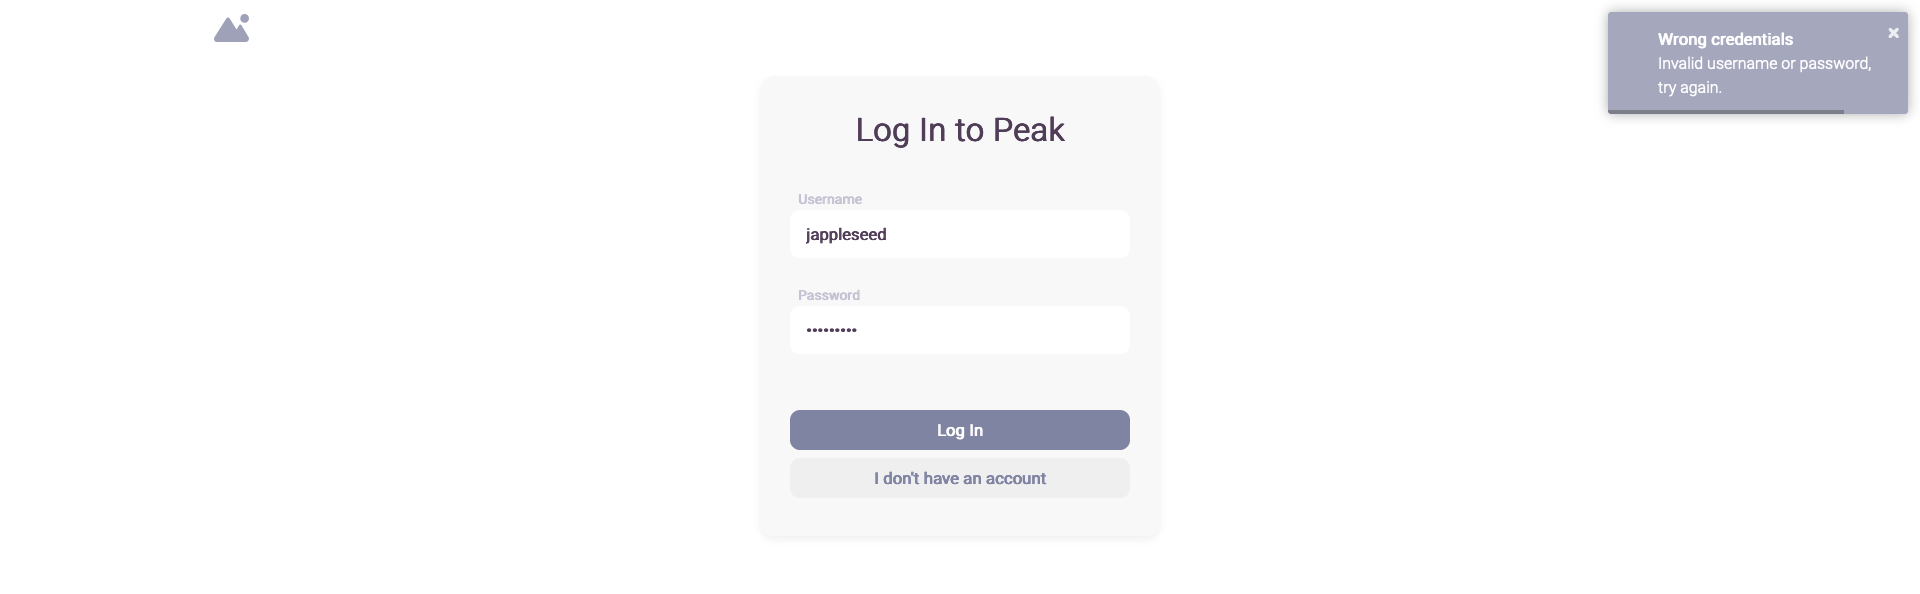 Wrong credentials
Invalid username or password,
try again.
Log In to Peak
Username
jappleseed
Password
•••••••••
Log In
I don't have an account